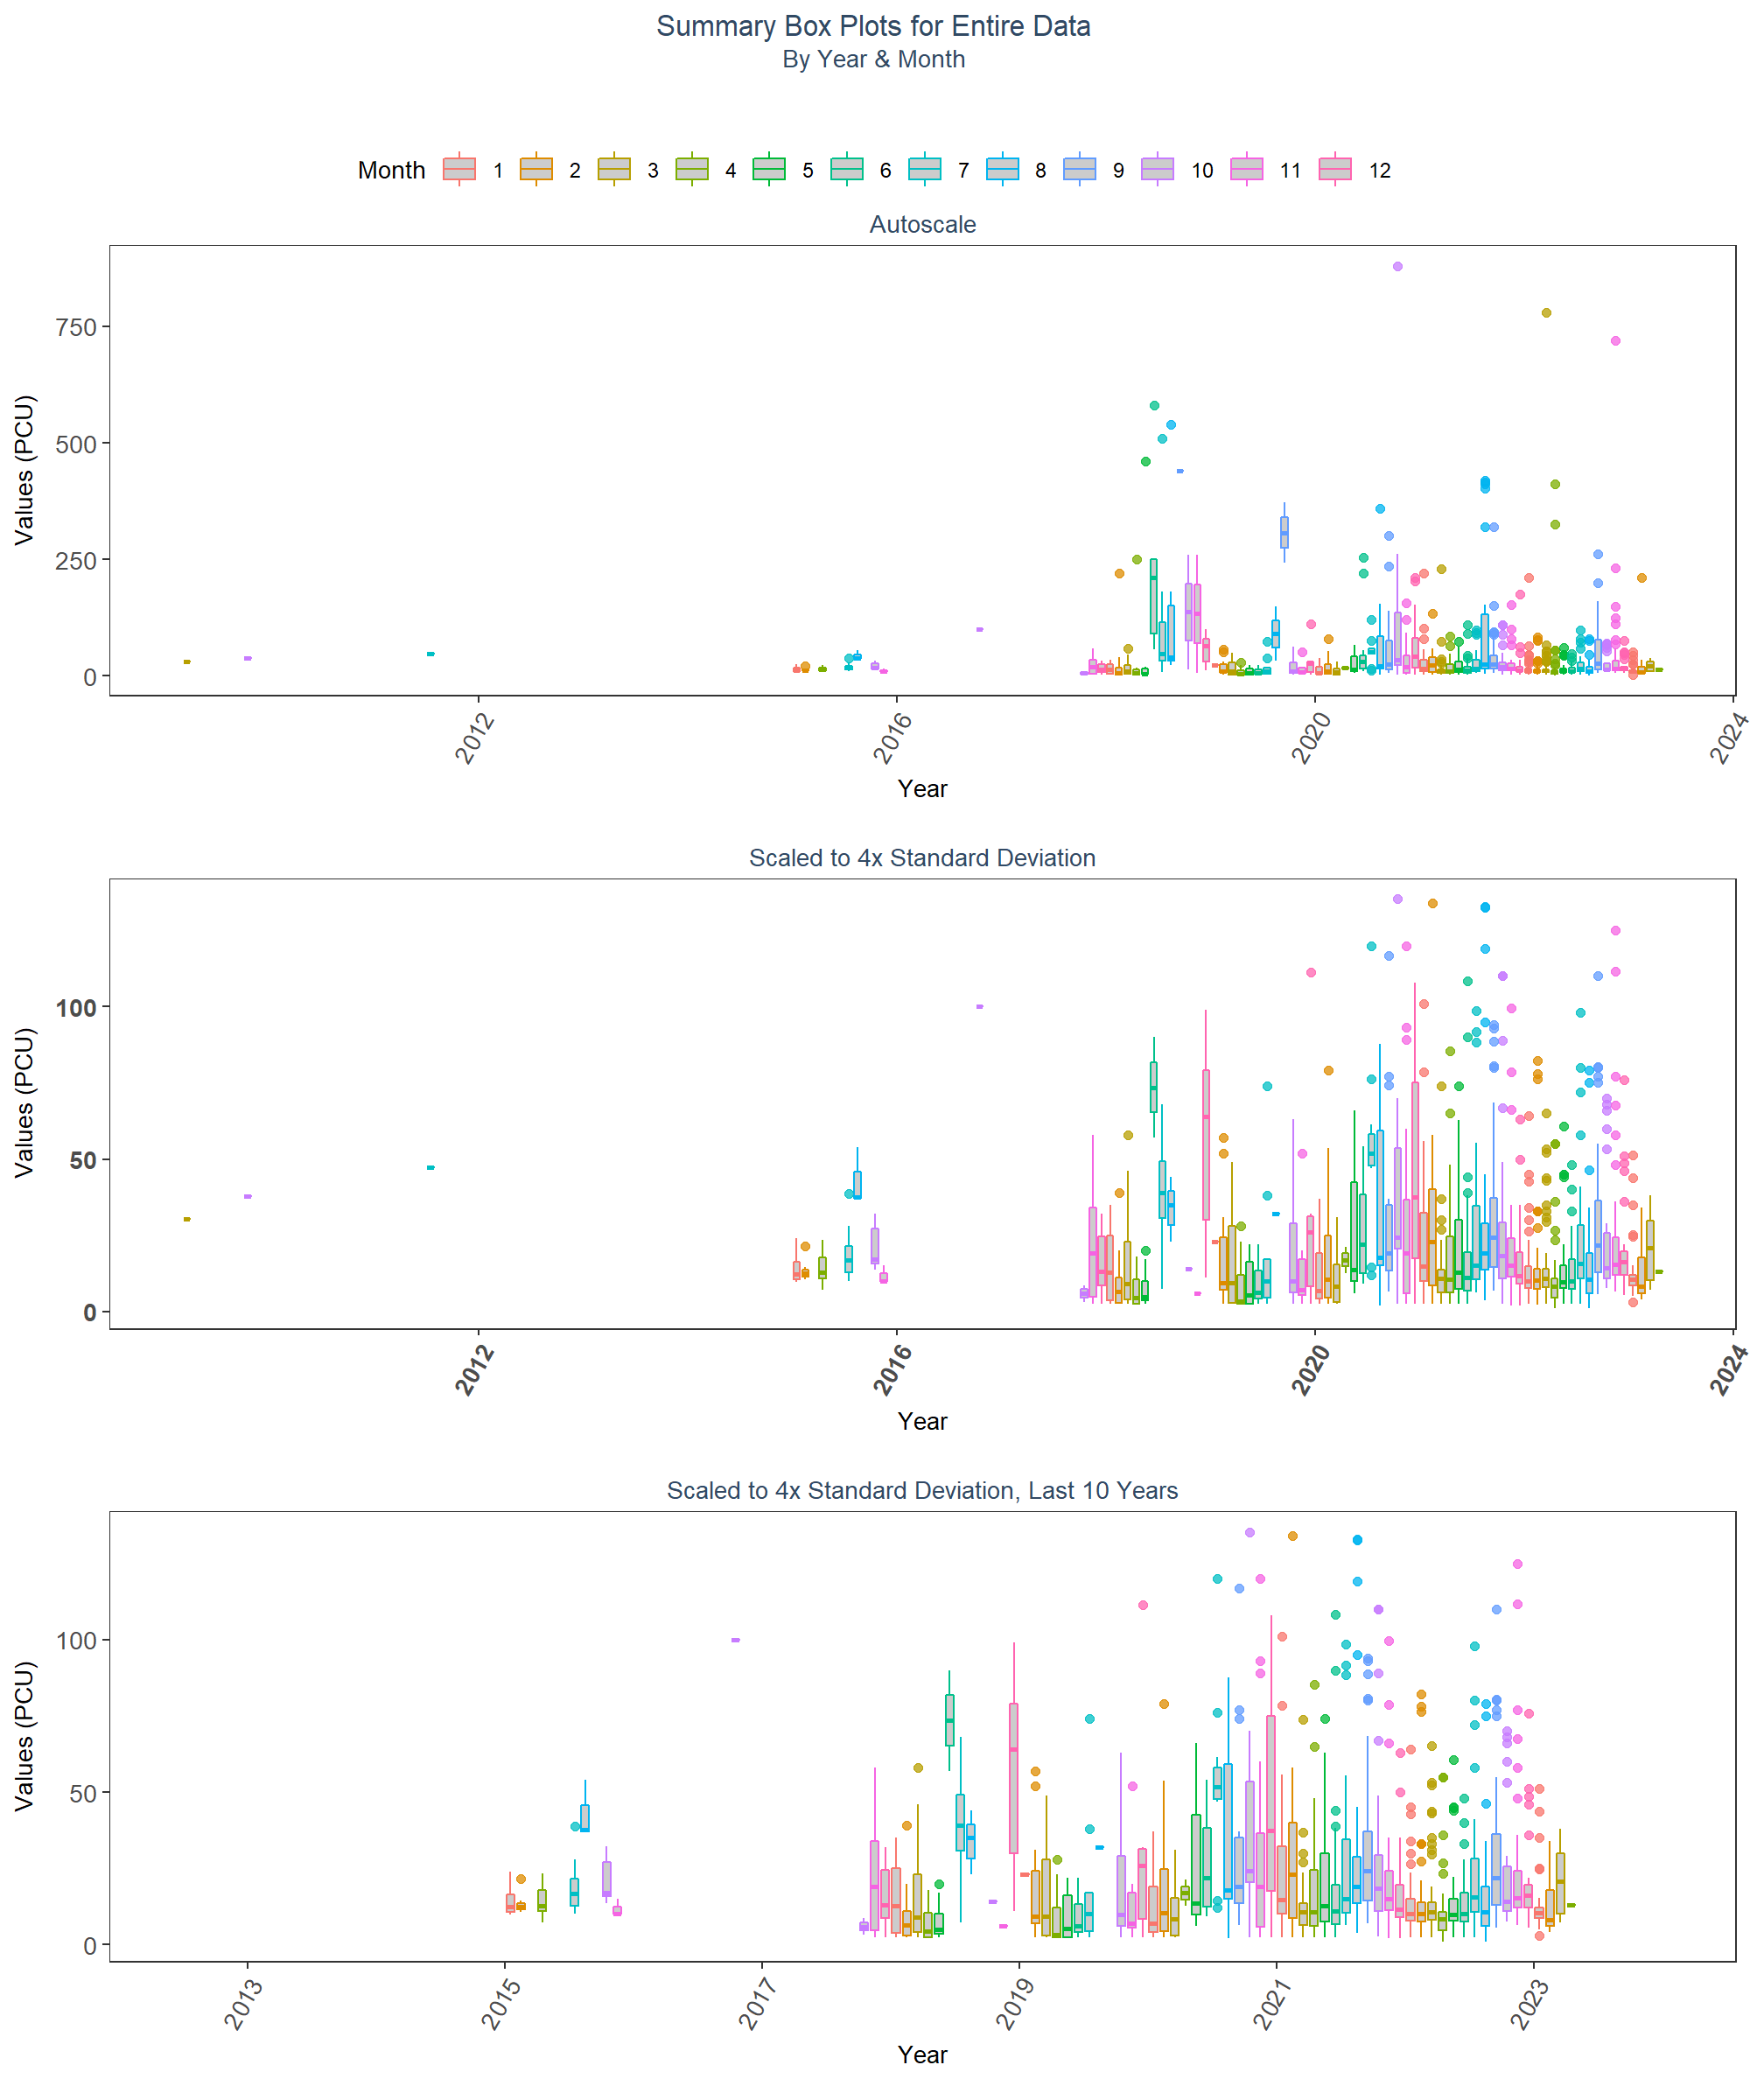 Summary Box Plots for Entire Data
By Year & Month
Month 1 2 3 4 5 6 7 8 9 10 11 12
Autoscale
Values (PCU)
750
500
250
0
2012 2016 2020 2024
Year
Scaled to 4x Standard Deviation
Values (PCU)
100
50
0
2012 2016 2020 2024
Year
Scaled to 4x Standard Deviation, Last 10 Years
Values (PCU)
100
50
0
2013 2015 2017 2019 2021 2023
Year